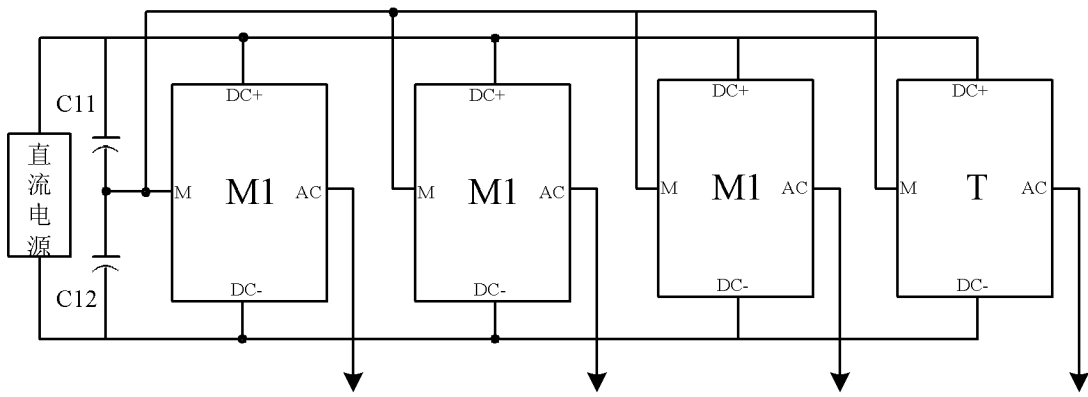 C11
C12
直流电源
DC+
M
M1
AC
DC-
DC+
M
M1
AC
DC-
DC+
M
M1
AC
DC-
DC+
M
T
AC
DC-